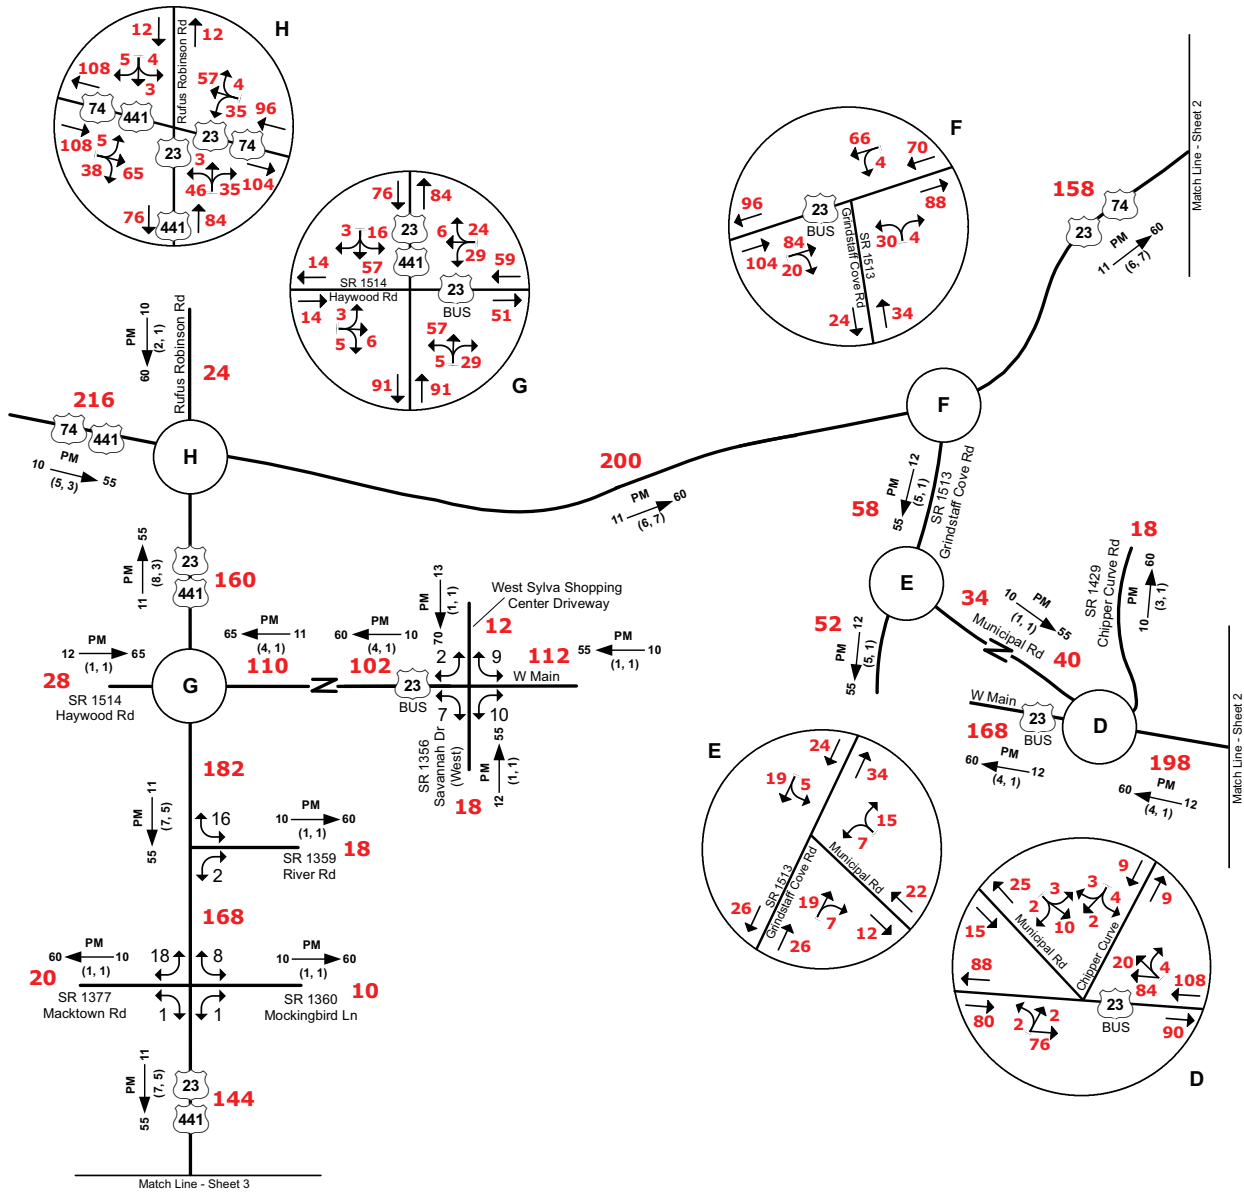 H
12
12
Rufus Robinson Rd
5
4
3
108
57
4
35
96
74
441
23
74
23
108
5
38
65
3
46
35
104
76
441
84
G
76
84
3
16
57
23
441
6
24
29
14
59
SR 1514
Haywood Rd
23
BUS
14
51
3
5
6
57
5
29
91
91
F
66
4
70
96
88
23
BUS
SR 1513
Grindstaff Cove Rd
104
84
20
30
4
24
34
158
74
23
PM
11
60
(6, 7)
Match Line - Sheet 2
PM
10
60
(2, 1)
Rufus Robinson Rd
24
216
74
441
PM
10
55
(5, 3)
H
200
PM
11
60
(6, 7)
F
PM
12
55
(5, 1)
SR 1513
Grindstaff Cove Rd
58
E
52
PM
12
55
(5, 1)
34
Municipal Rd
40
10
PM
55
(1, 1)
18
SR 1429
Chipper Curve Rd
PM
60
10
(3, 1)
W Main
168
23
BUS
D
PM
60
12
(4, 1)
198
PM
60
12
(4, 1)
Match Line - Sheet 2
PM
55
11
(8, 3)
23
441
160
PM
12
65
(1, 1)
28
SR 1514
Haywood Rd
G
PM
65
11
(4, 1)
110
PM
60
10
(4, 1)
102
23
BUS
PM
13
70
(1, 1)
West Sylva Shopping
Center Driveway
12
2
9
7
10
112
W Main
PM
55
10
(1, 1)
SR 1356
Savannah Dr
(West)
18
PM
55
12
(1, 1)
182
PM
11
55
(7, 5)
16
2
PM
10
60
(1, 1)
SR 1359
River Rd
18
168
PM
60
10
(1, 1)
20
SR 1377
Macktown Rd
18
8
1
1
PM
10
60
(1, 1)
SR 1360
Mockingbird Ln
10
PM
11
55
(7, 5)
23
441
144
Match Line - Sheet 3
E
24
34
19
5
15
7
SR 1513
Grindstaff Cove Rd
Municipal Rd
19
7
22
12
26
26
D
25
3
2
10
3
4
2
9
9
15
Municipal Rd
Chipper Curve
20
4
84
88
108
80
2
2
76
23
BUS
90